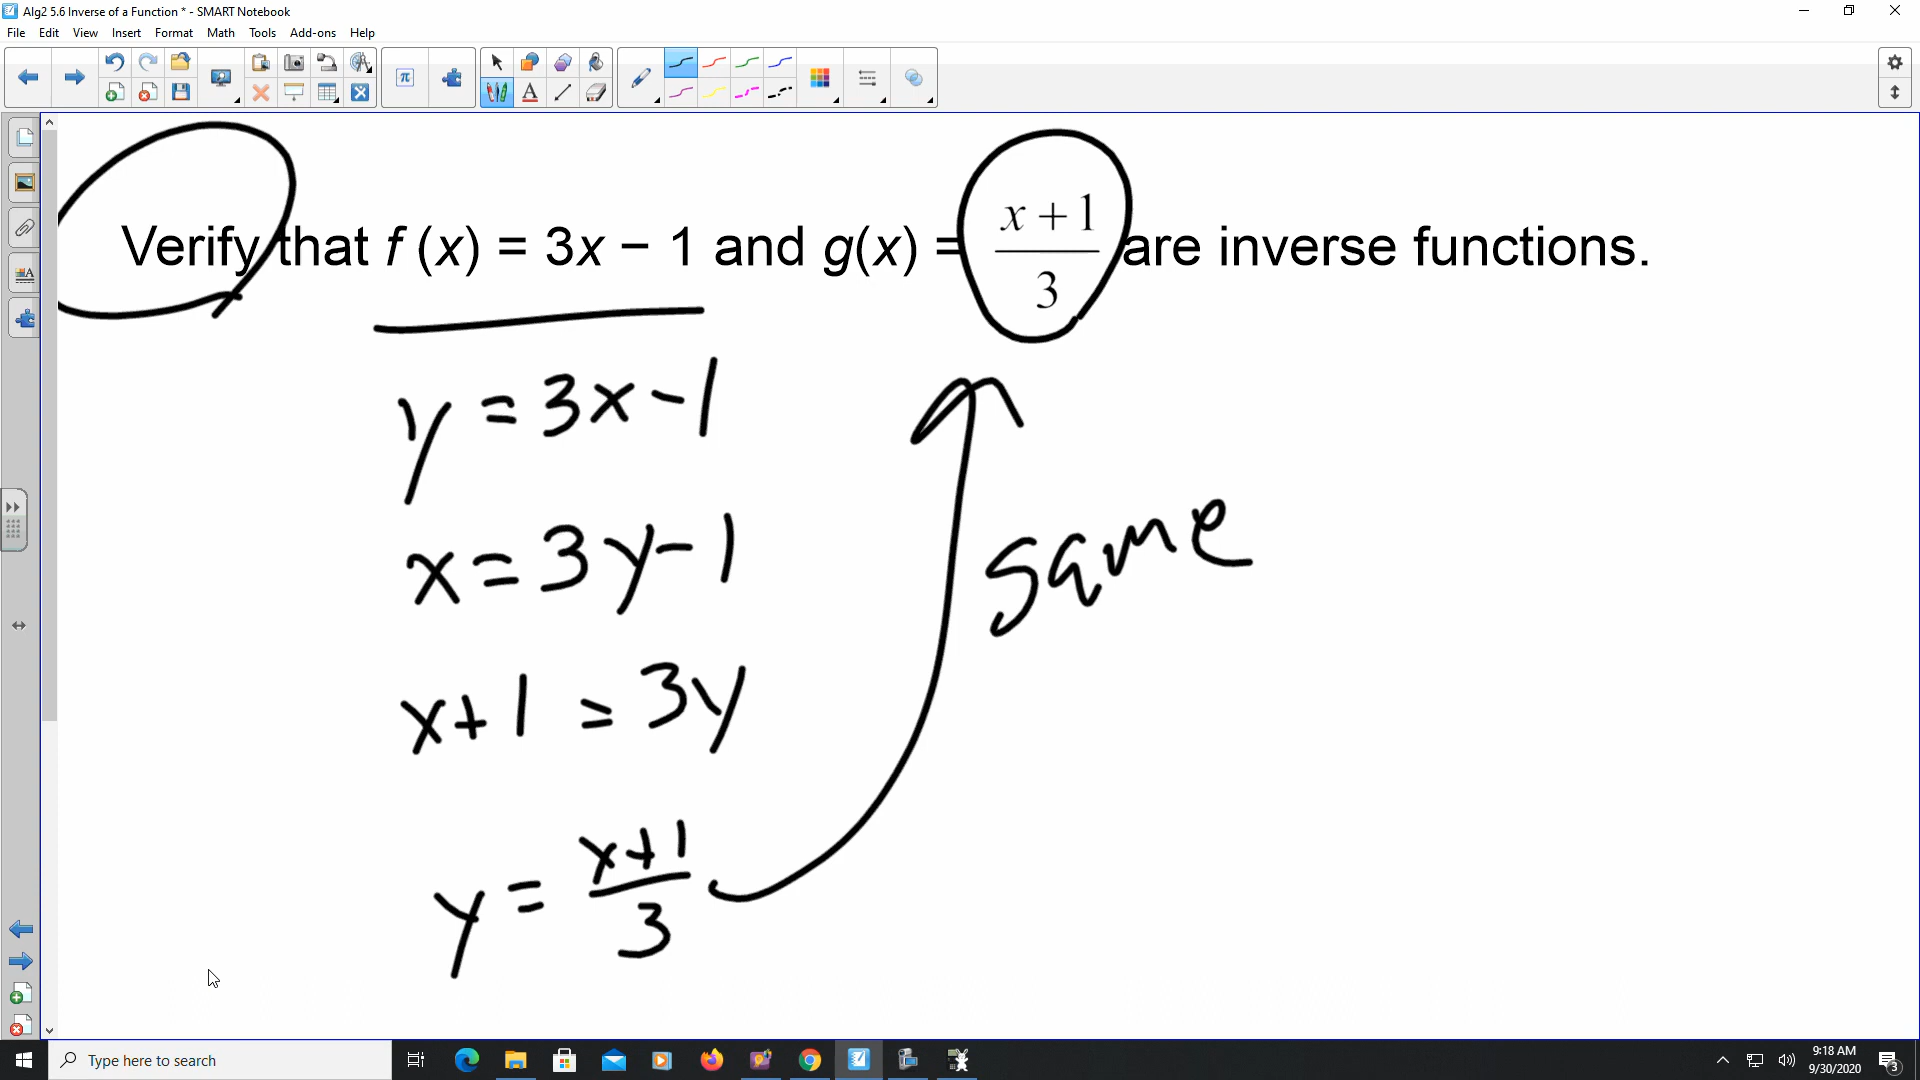 Alg2 5.6 Inverse of a Function * - SMART Notebook
File Edit View Insert Format Math Tools Add-ons Help
Verify that f (x) = 3x − 1 and g(x) = x + 1 / 3 are inverse functions.
y = 3x - 1
x = 3y - 1
same
x + 1 = 3y
y = x + 1 / 3
Type here to search
9:18 AM
9/30/2020
3